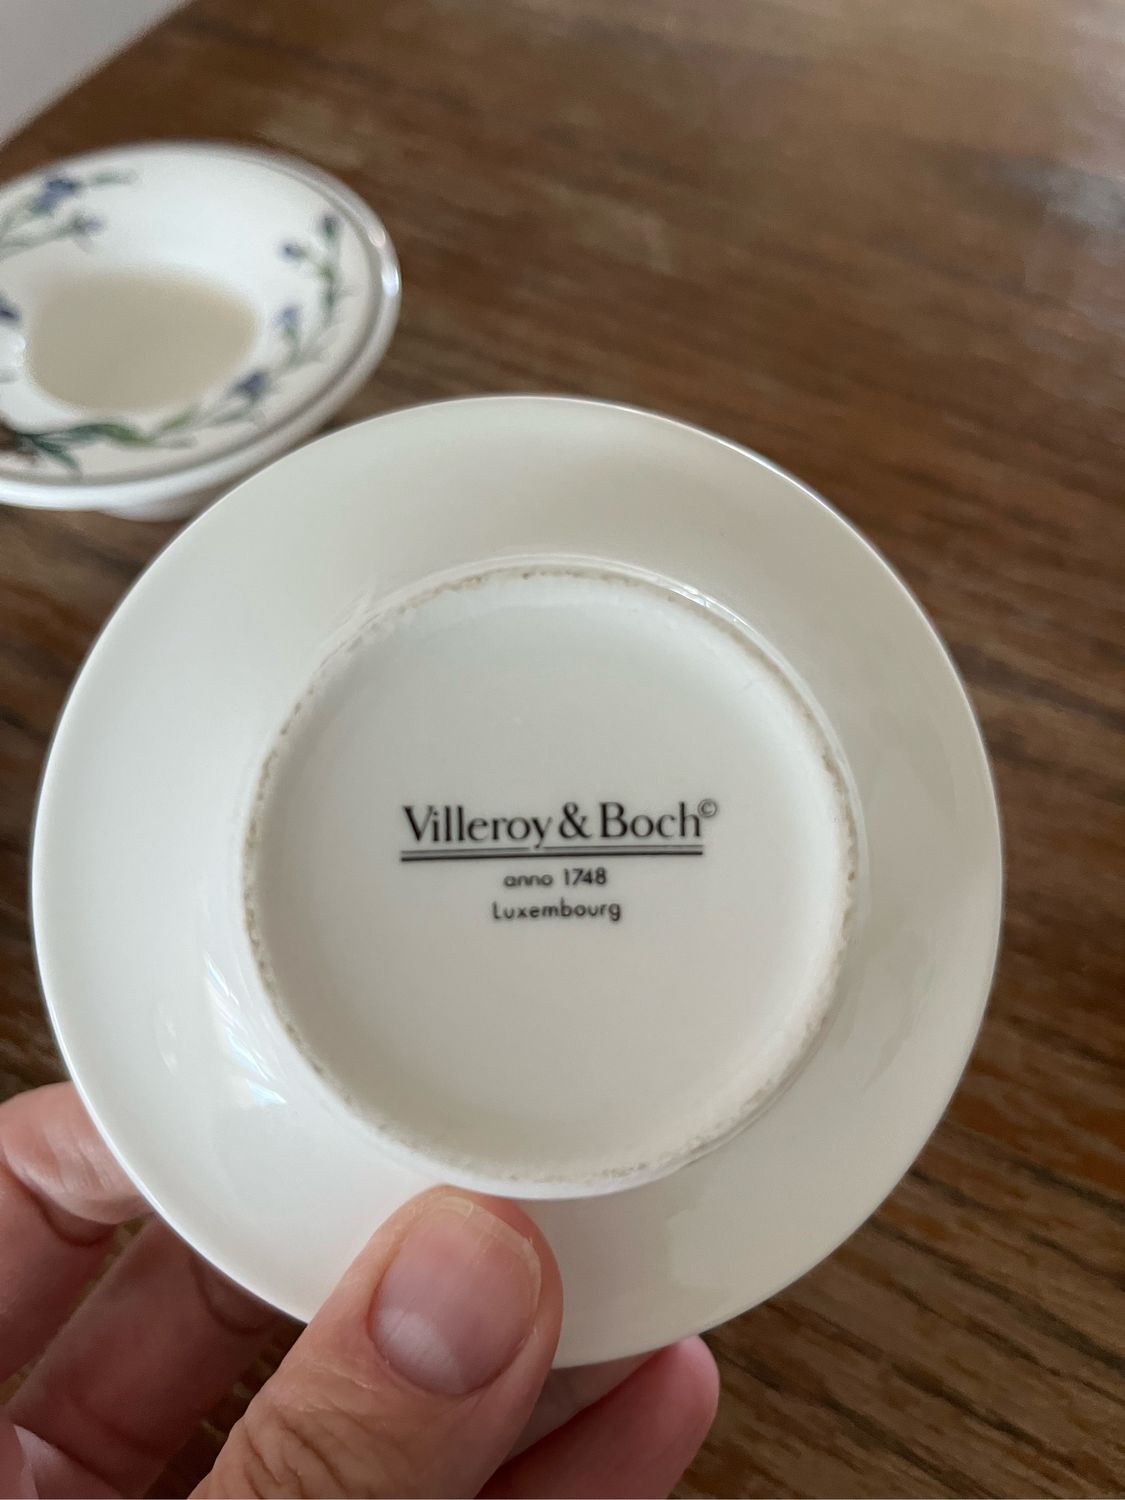 Villeroy & Boch©
anno 1748
Luxembourg